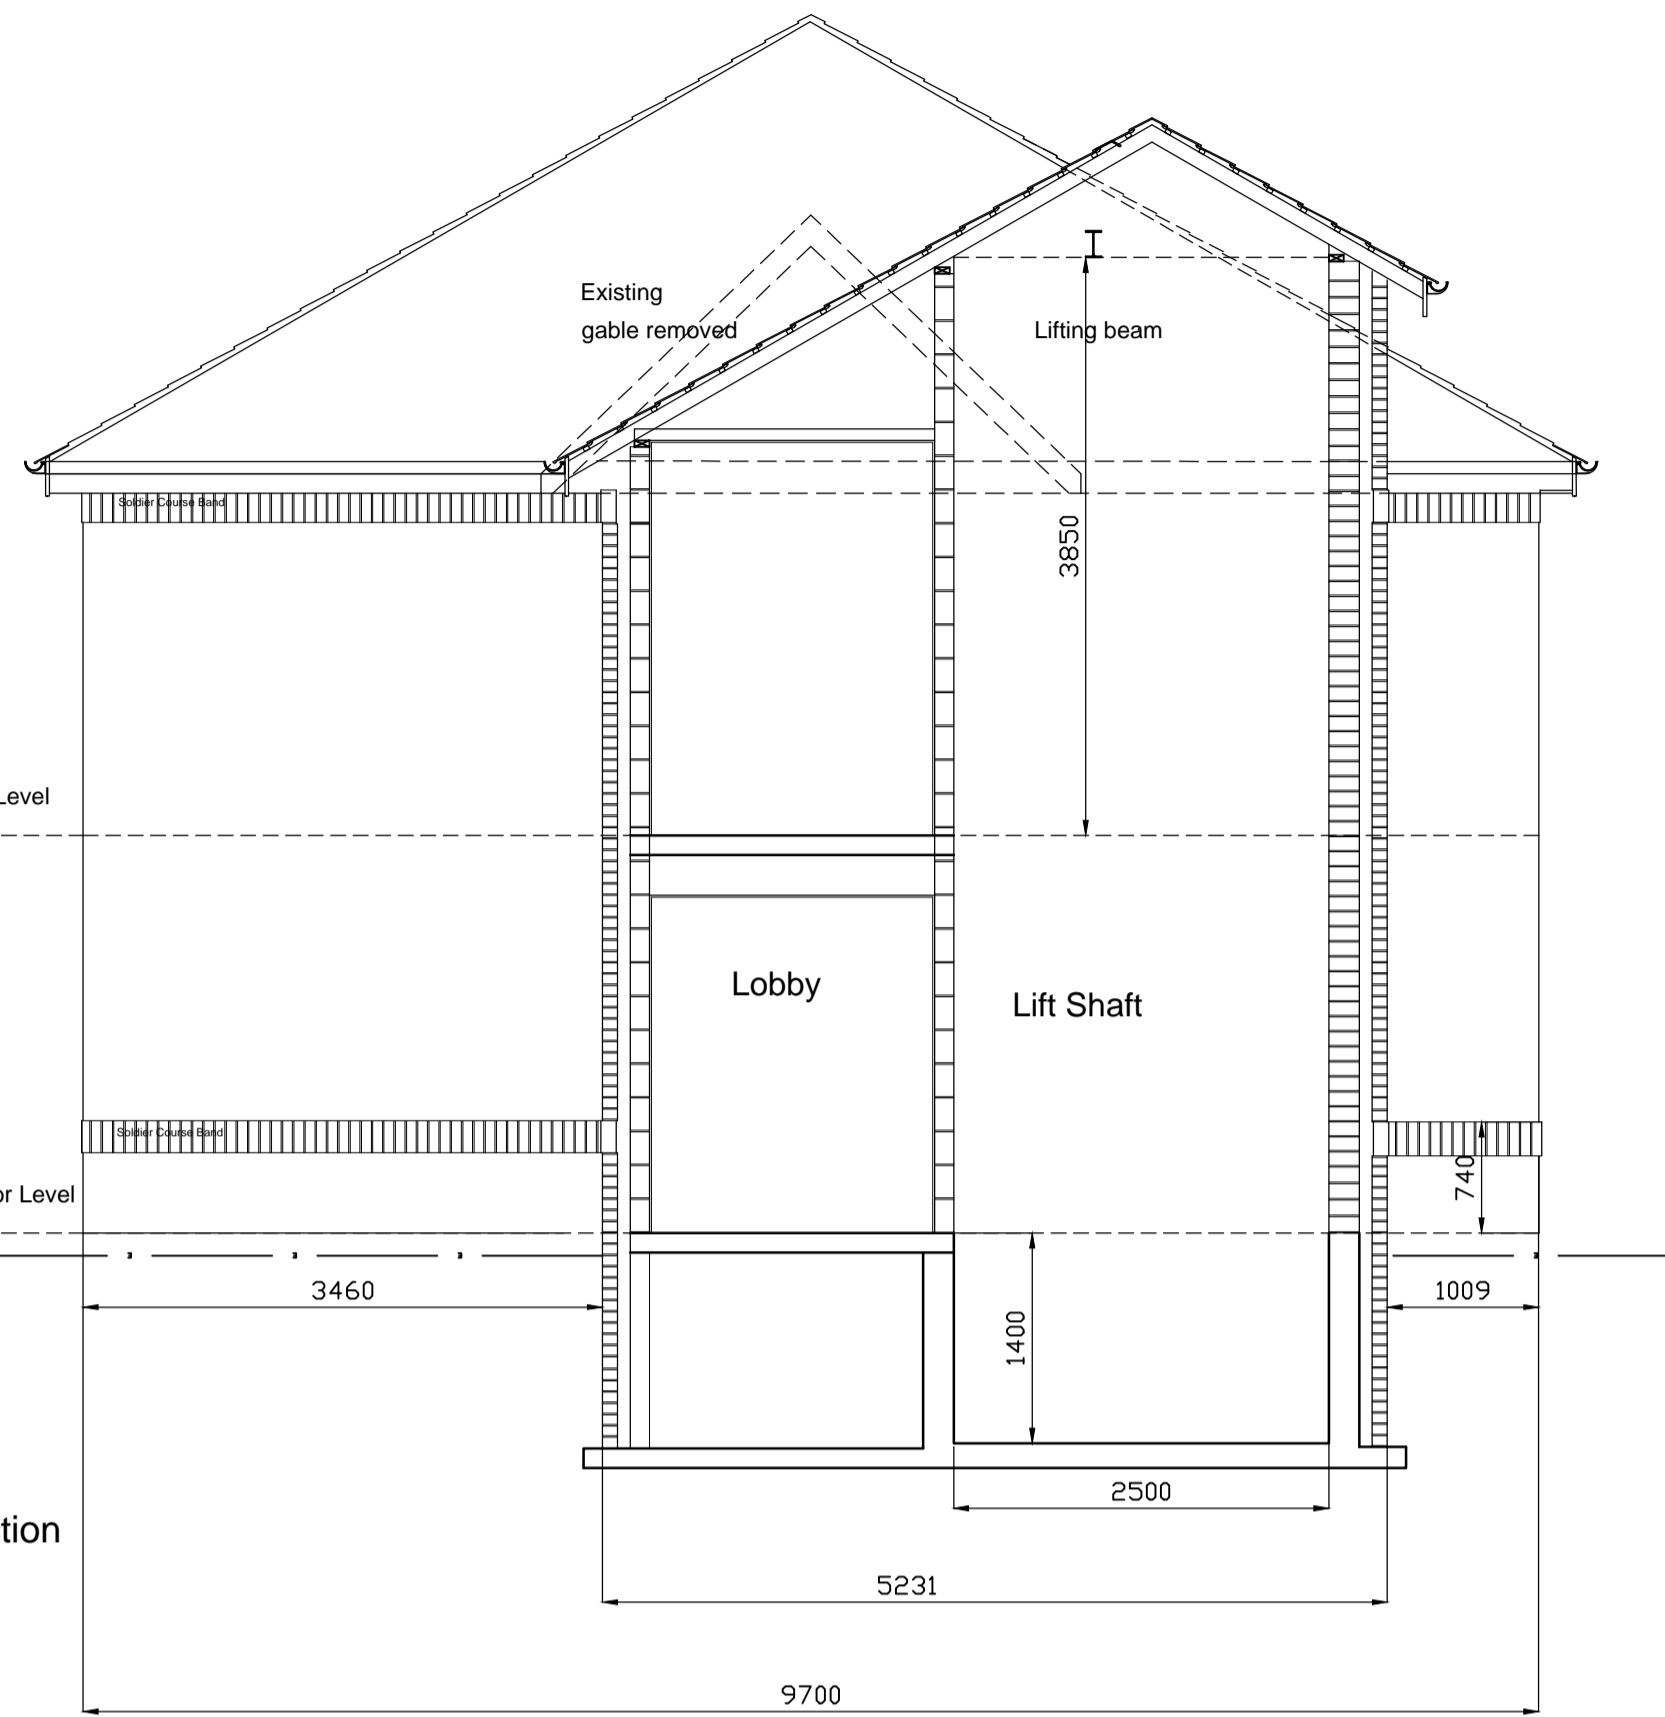 Existing
gable removed
Lifting beam
Soldier Course Band
3850
Level
Lobby
Lift Shaft
Soldier Course Band
740
or Level
3460
1009
1400
2500
tion
5231
9700